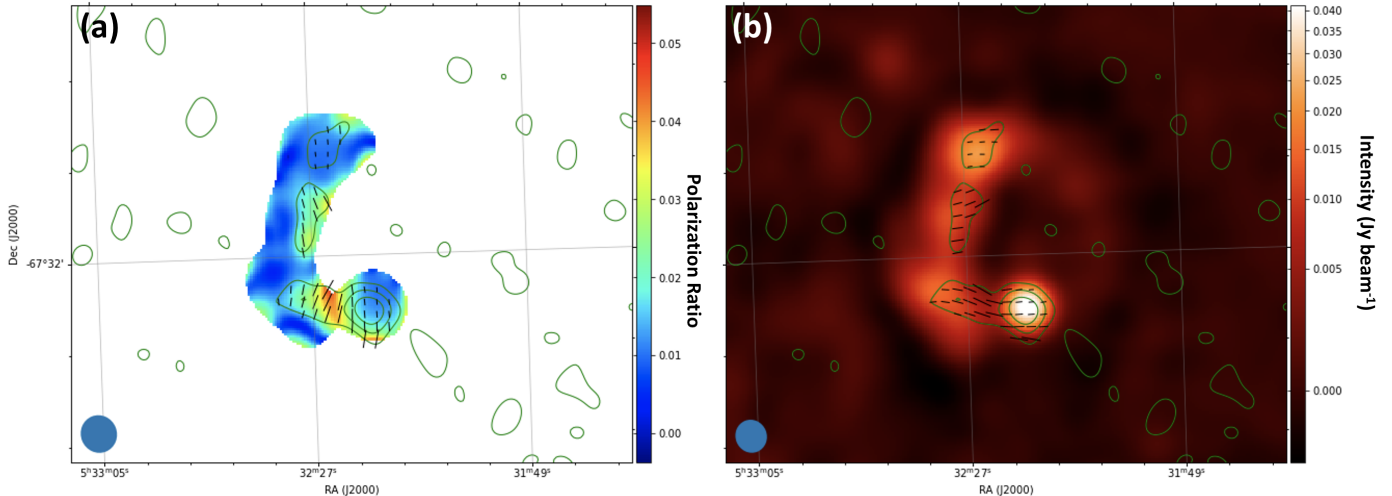 (a)
Dec (J2000)
-67°32'
5ʰ33ᵐ05ˢ
32ᵐ27ˢ
31ᵐ49ˢ
RA (J2000)
0.05
0.04
0.03
0.02
0.01
0.00
Polarization Ratio
(b)
5ʰ33ᵐ05ˢ
32ᵐ27ˢ
31ᵐ49ˢ
RA (J2000)
0.040
0.035
0.030
0.025
0.020
0.015
0.010
0.005
0.000
Intensity (Jy beam⁻¹)